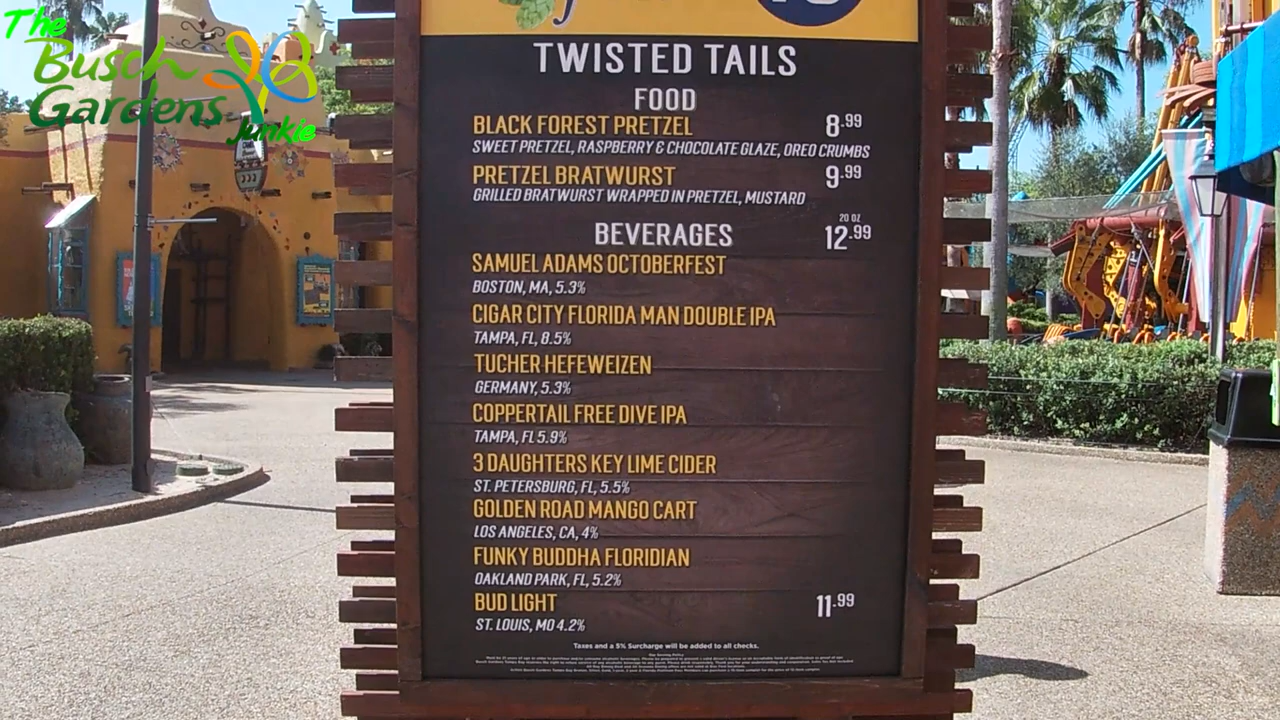 The
Busch
Gardens
Junkie
TWISTED TAILS
FOOD
BLACK FOREST PRETZEL 8.99
SWEET PRETZEL, RASPBERRY & CHOCOLATE GLAZE, OREO CRUMBS
PRETZEL BRATWURST 9.99
GRILLED BRATWURST WRAPPED IN PRETZEL, MUSTARD
20 OZ
BEVERAGES 12.99
SAMUEL ADAMS OCTOBERFEST
BOSTON, MA, 5.3%
CIGAR CITY FLORIDA MAN DOUBLE IPA
TAMPA, FL, 8.5%
TUCHER HEFEWEIZEN
GERMANY, 5.3%
COPPERTAIL FREE DIVE IPA
TAMPA, FL 5.9%
3 DAUGHTERS KEY LIME CIDER
ST. PETERSBURG, FL, 5.5%
GOLDEN ROAD MANGO CART
LOS ANGELES, CA, 4%
FUNKY BUDDHA FLORIDIAN
OAKLAND PARK, FL, 5.2%
BUD LIGHT 11.99
ST. LOUIS, MO 4.2%
Taxes and a 5% Surcharge will be added to all checks.